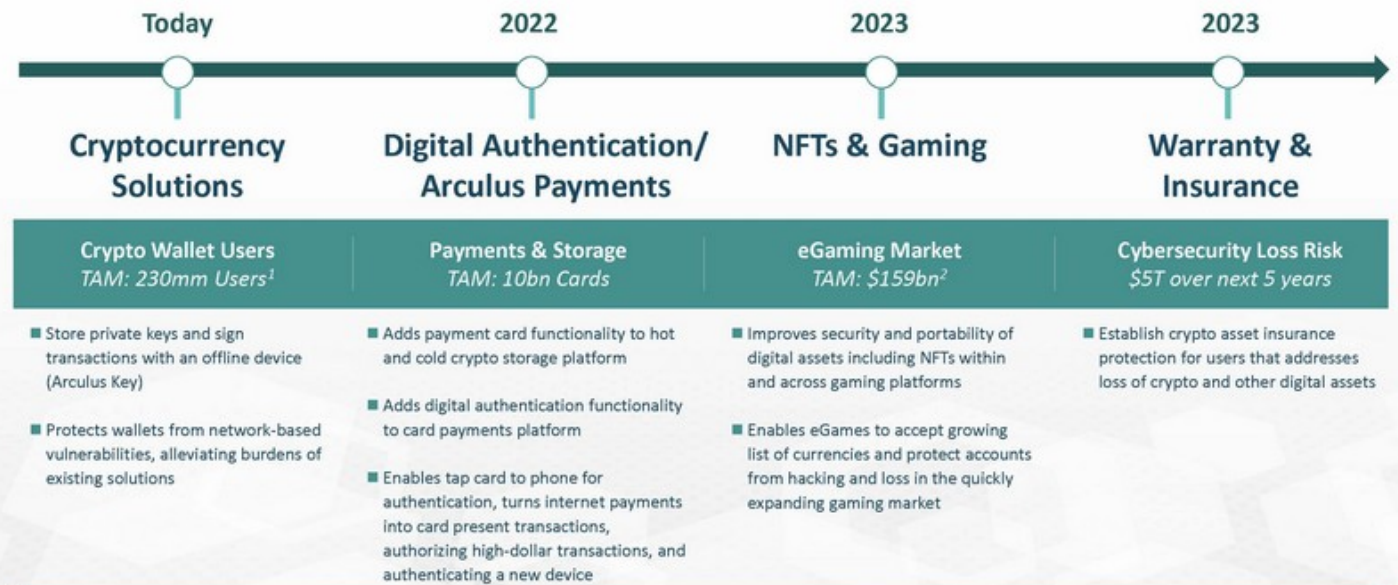 Today
2022
2023
2023
Cryptocurrency
Solutions
Digital Authentication/
Arculus Payments
NFTs & Gaming
Warranty &
Insurance
Crypto Wallet Users
TAM: 230mm Users¹
Payments & Storage
TAM: 10bn Cards
eGaming Market
TAM: $159bn²
Cybersecurity Loss Risk
$5T over next 5 years
■ Store private keys and sign
transactions with an offline device
(Arculus Key)
■ Protects wallets from network-based
vulnerabilities, alleviating burdens of
existing solutions
■ Adds payment card functionality to hot
and cold crypto storage platform
■ Adds digital authentication functionality
to card payments platform
■ Enables tap card to phone for
authentication, turns internet payments
into card present transactions,
authorizing high-dollar transactions, and
authenticating a new device
■ Improves security and portability of
digital assets including NFTs within
and across gaming platforms
■ Enables eGames to accept growing
list of currencies and protect accounts
from hacking and loss in the quickly
expanding gaming market
■ Establish crypto asset insurance
protection for users that addresses
loss of crypto and other digital assets